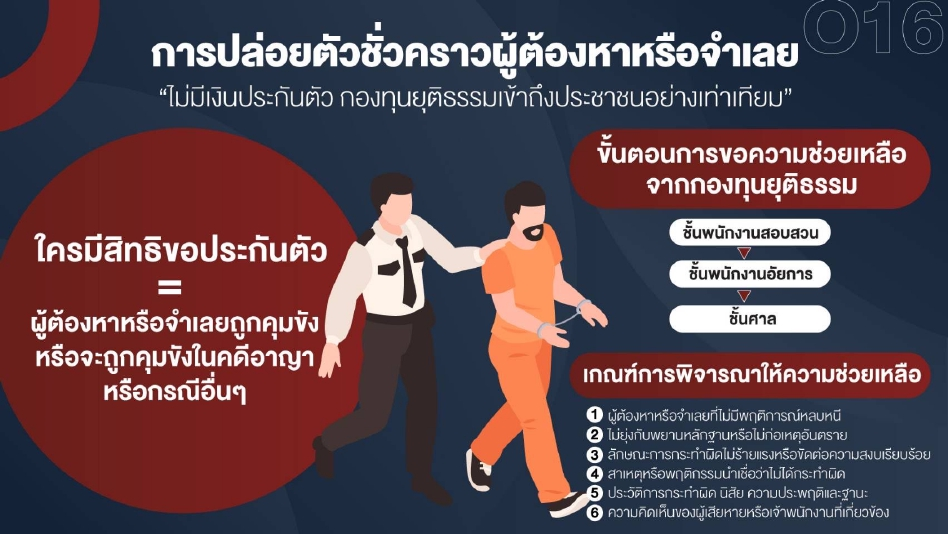 O16
การปล่อยตัวชั่วคราวผู้ต้องหาหรือจำเลย
“ไม่มีเงินประกันตัว กองทุนยุติธรรมเข้าถึงประชาชนอย่างเท่าเทียม”
ใครมีสิทธิขอประกันตัว
=
ผู้ต้องหาหรือจำเลยถูกคุมขัง
หรือจะถูกคุมขังในคดีอาญา
หรือกรณีอื่นๆ
ขั้นตอนการขอความช่วยเหลือ
จากกองทุนยุติธรรม
ชั้นพนักงานสอบสวน
ชั้นพนักงานอัยการ
ชั้นศาล
เกณฑ์การพิจารณาให้ความช่วยเหลือ
1 ผู้ต้องหาหรือจำเลยที่ไม่มีพฤติการณ์หลบหนี
2 ไม่ยุ่งกับพยานหลักฐานหรือไม่ก่อเหตุอันตราย
3 ลักษณะการกระทำผิดไม่ร้ายแรงหรือขัดต่อความสงบเรียบร้อย
4 สาเหตุหรือพฤติกรรมน่าเชื่อว่าไม่ได้กระทำผิด
5 ประวัติการกระทำผิด นิสัย ความประพฤติและฐานะ
6 ความคิดเห็นของผู้เสียหายหรือเจ้าพนักงานที่เกี่ยวข้อง